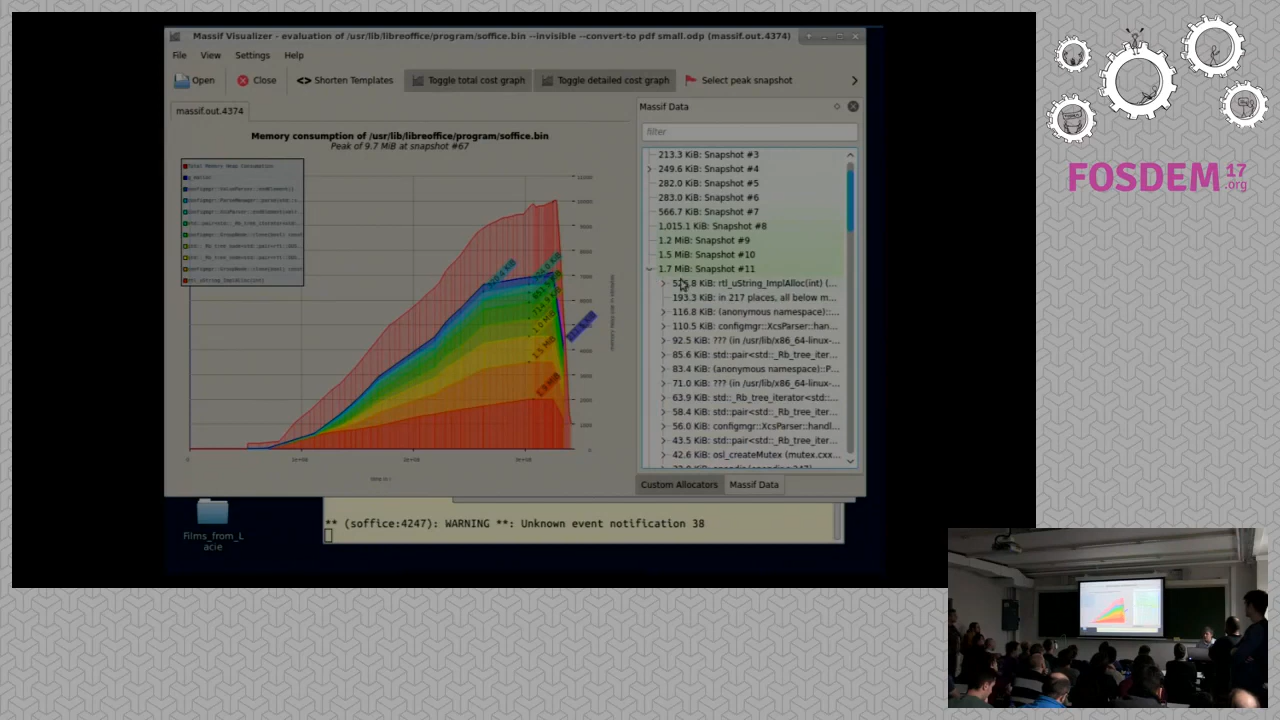 Massif Visualizer - evaluation of /usr/lib/libreoffice/program/soffice.bin --invisible --convert-to pdf small.odp (massif.out.4374)
File View Settings Help
Open Close <> Shorten Templates Toggle total cost graph Toggle detailed cost graph Select peak snapshot
massif.out.4374
Memory consumption of /usr/lib/libreoffice/program/soffice.bin
Peak of 9.7 MiB at snapshot #67
Total Memory Heap Consumption
Massif Data
filter
213.3 KiB: Snapshot #3
249.6 KiB: Snapshot #4
282.0 KiB: Snapshot #5
283.0 KiB: Snapshot #6
566.7 KiB: Snapshot #7
1,015.1 KiB: Snapshot #8
1.2 MiB: Snapshot #9
1.5 MiB: Snapshot #10
1.7 MiB: Snapshot #11
KiB: rtl_uString_ImplAlloc(int) (...
193.3 KiB: in 217 places, all below m...
116.8 KiB: (anonymous namespace)::...
110.5 KiB: configmgr::XcsParser::han...
92.5 KiB: ??? (in /usr/lib/x86_64-linux-...
85.6 KiB: std::pair<std::_Rb_tree_iter...
83.4 KiB: (anonymous namespace)::P...
71.0 KiB: ??? (in /usr/lib/x86_64-linux-...
63.9 KiB: std::_Rb_tree_iterator<std::...
58.4 KiB: std::pair<std::_Rb_tree_iter...
56.0 KiB: configmgr::XcsParser::handl...
43.5 KiB: std::pair<std::_Rb_tree_iter...
42.6 KiB: osl_createMutex (mutex.cxx...
Custom Allocators Massif Data
** (soffice:4247): WARNING **: Unknown event notification 38
Films_from_L
acie
FOSDEM 17
.org